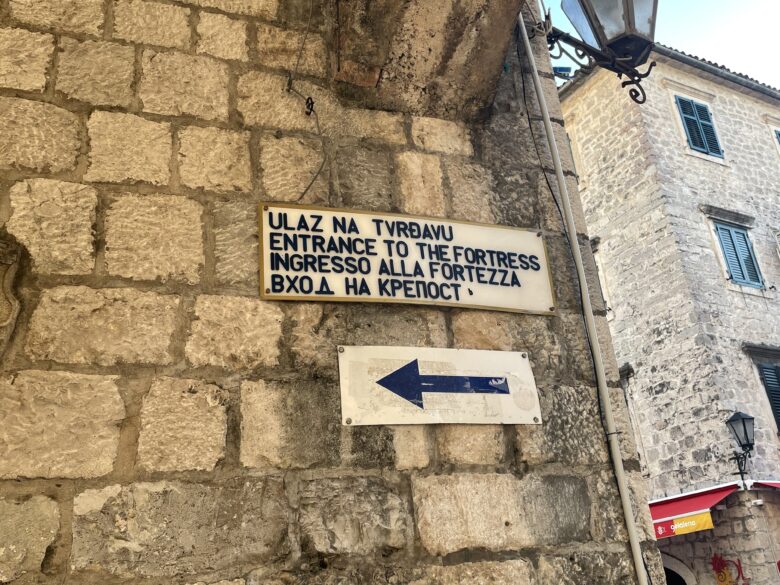 ULAZ NA TVRĐAVU
ENTRANCE TO THE FORTRESS
INGRESSO ALLA FORTEZZA
ВХОД НА КРЕПОСТ